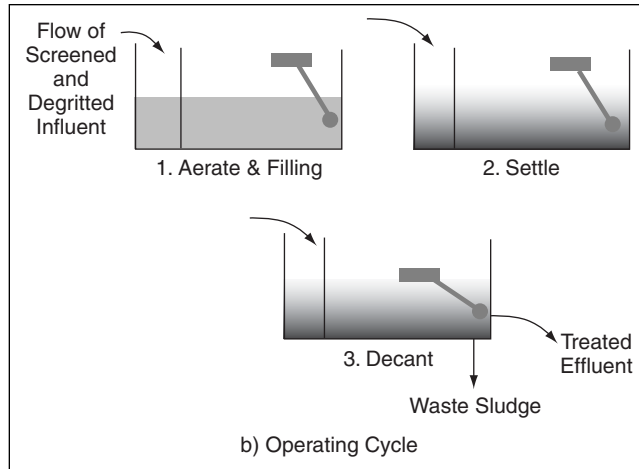 Flow of
Screened
and
Degritted
Influent
1. Aerate & Filling
2. Settle
3. Decant
Treated
Effluent
Waste Sludge
b) Operating Cycle